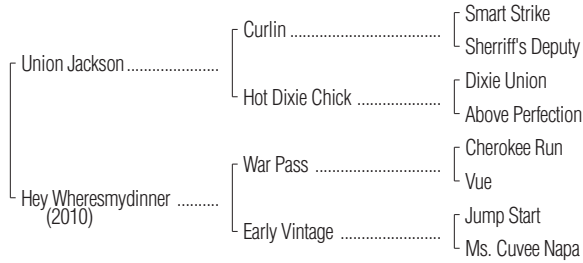 Smart Strike
Curlin
Sherriff's Deputy
Union Jackson
Dixie Union
Hot Dixie Chick
Above Perfection
Cherokee Run
War Pass
Vue
Hey Wheresmydinner
(2010)
Jump Start
Early Vintage
Ms. Cuvee Napa